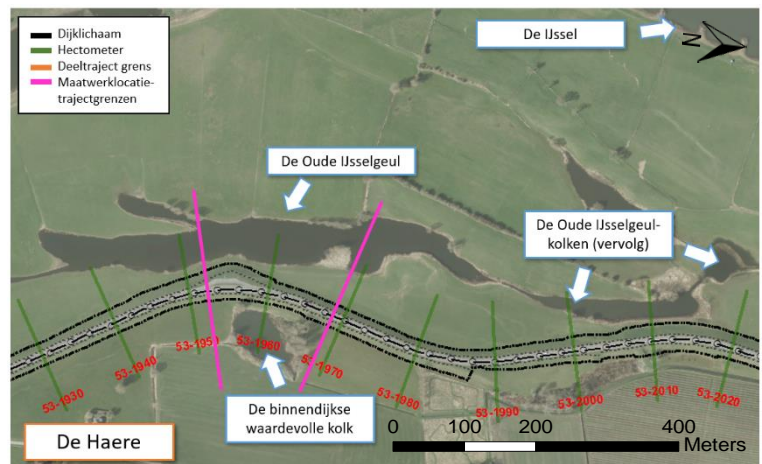 Dijklichaam
Hectometer
Deeltraject grens
Maatwerklocatie-
trajectgrenzen
De IJssel
N
De Oude IJsselgeul
De Oude IJsselgeul-
kolken (vervolg)
53-1930
53-1940
53-1950
53-1960
53-1970
53-1980
53-1990
53-2000
53-2010
53-2020
De binnendijkse
waardevolle kolk
De Haere
0 200 400
Meters